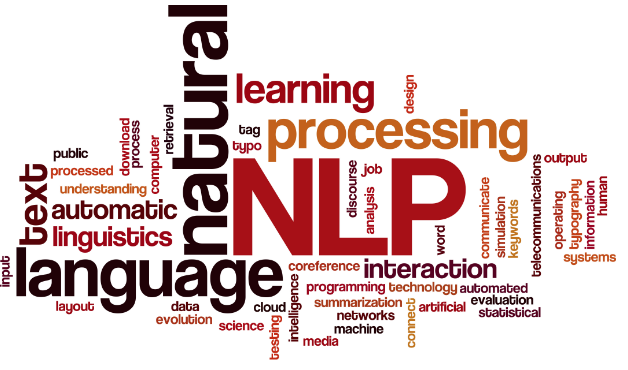 natural
learning
design
processing
tag
typo
retrieval
download
process
computer
public
processed
understanding
text
automatic
linguistics
NLP
discourse
job
analysis
word
communicate
simulation
keywords
telecommunications
output
operating
typography
information
human
systems
input
language
coreference
interaction
layout
data
evolution
science
cloud
testing
intelligence
media
programming
technology
automated
summarization
networks
machine
connect
artificial
evaluation
statistical